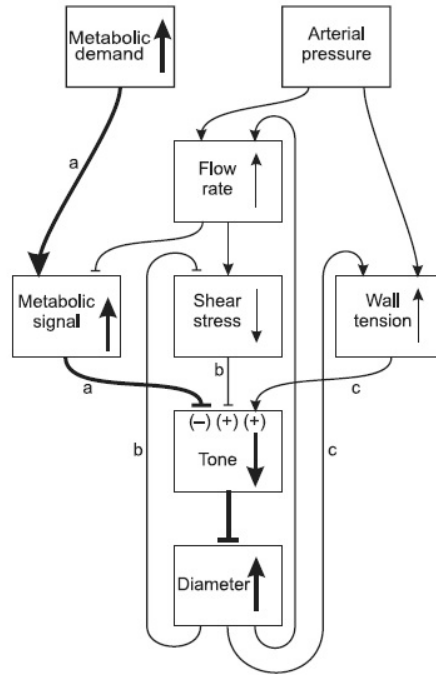 Metabolic
demand
Arterial
pressure
a
Flow
rate
Metabolic
signal
Shear
stress
Wall
tension
a
b
c
(–) (+) (+)
Tone
b
c
Diameter